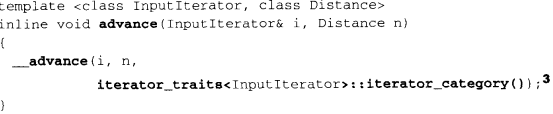 template <class InputIterator, class Distance>
inline void advance(InputIterator& i, Distance n)
{
__advance(i, n,
iterator_traits<InputIterator>::iterator_category());3
}